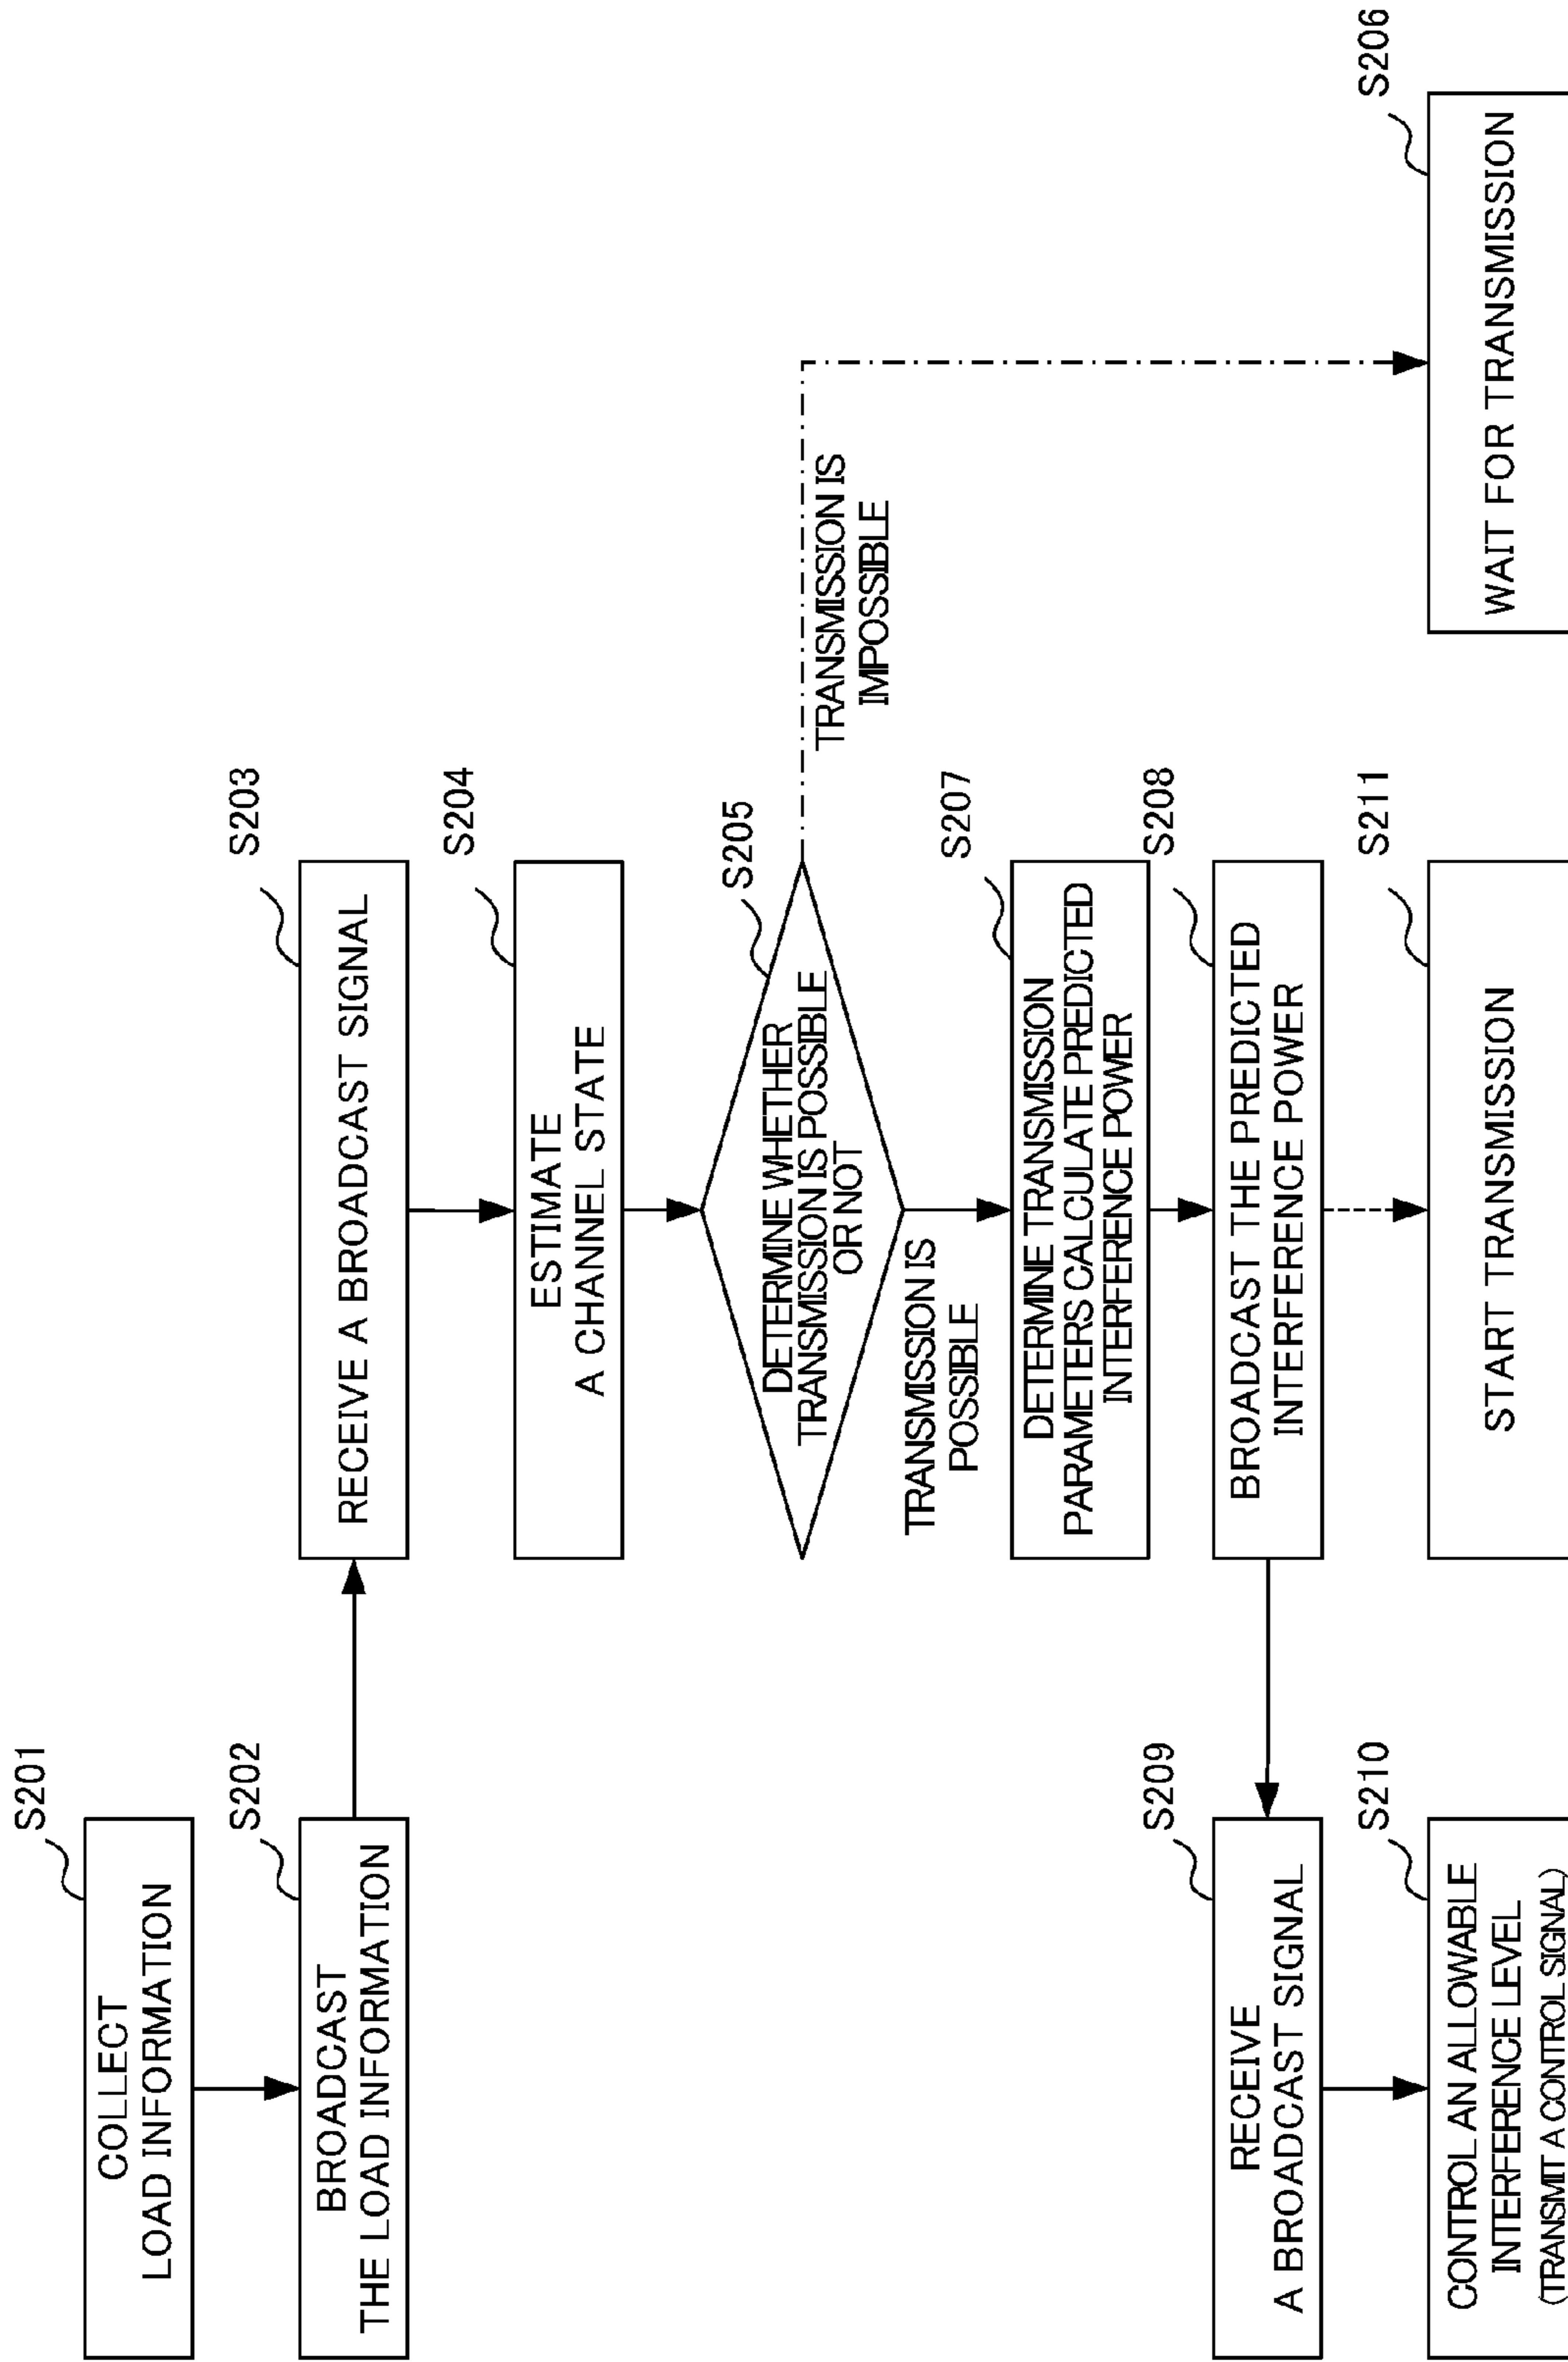 S201
COLLECT
LOAD INFORMATION
S202
BROADCAST
THE LOAD INFORMATION
S203
RECEIVE A BROADCAST SIGNAL
S204
ESTIMATE
A CHANNEL STATE
S205
DETERMINE WHETHER
TRANSMISSION IS POSSIBLE
OR NOT
TRANSMISSION IS
IMPOSSIBLE
S206
WAIT FOR TRANSMISSION
TRANSMISSION IS
POSSIBLE
S207
DETERMINE TRANSMISSION
PARAMETERS CALCULATE PREDICTED
INTERFERENCE POWER
S208
BROADCAST THE PREDICTED
INTERFERENCE POWER
S209
RECEIVE
A BROADCAST SIGNAL
S210
CONTROL AN ALLOWABLE
INTERFERENCE LEVEL
(TRANSMIT A CONTROL SIGNAL)
S211
START TRANSMISSION